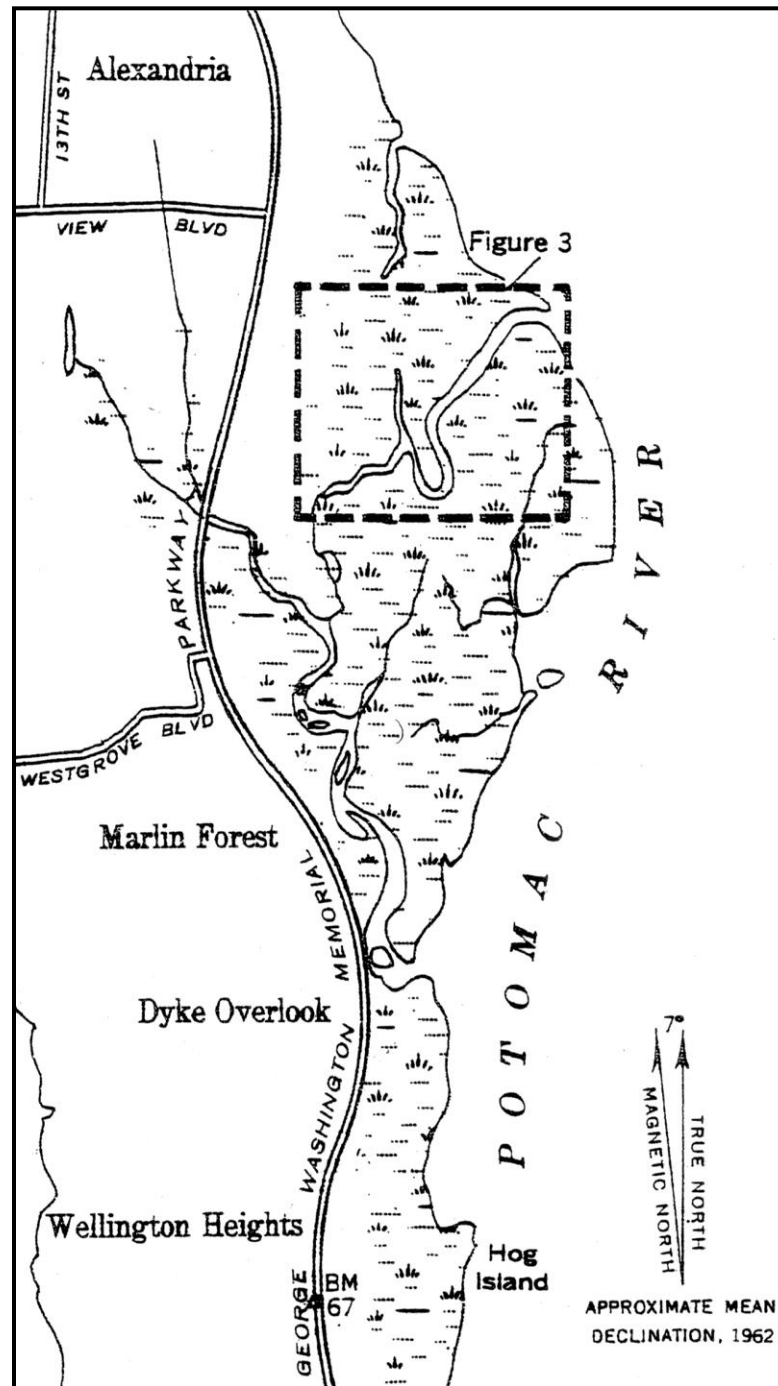 Alexandria
13TH ST
VIEW BLVD
Figure 3
PARKWAY
RIVER
WESTGROVE BLVD
Marlin Forest
MEMORIAL
POTOMAC
Dyke Overlook
WASHINGTON
7°
TRUE NORTH
MAGNETIC NORTH
Wellington Heights
Hog
Island
BM
67
GEORGE
APPROXIMATE MEAN
DECLINATION, 1962